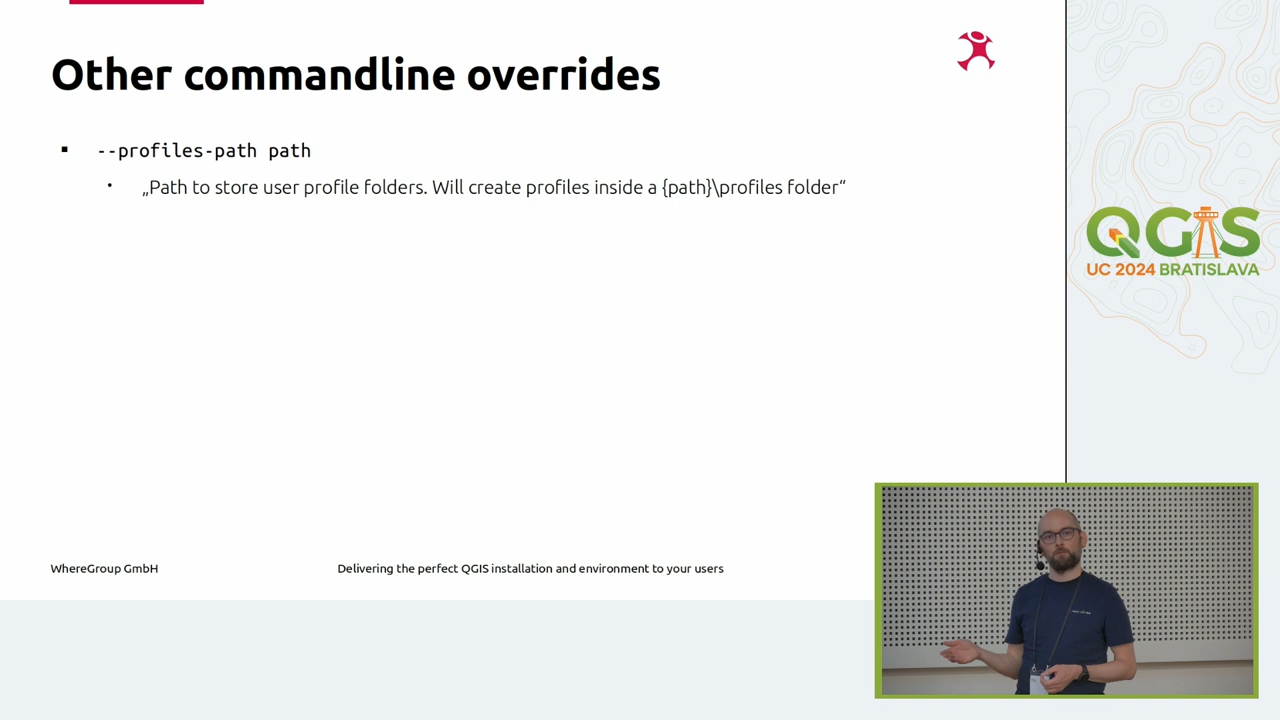 Other commandline overrides
--profiles-path path
„Path to store user profile folders. Will create profiles inside a {path}\profiles folder“
WhereGroup GmbH
Delivering the perfect QGIS installation and environment to your users
QGIS
UC 2024 BRATISLAVA